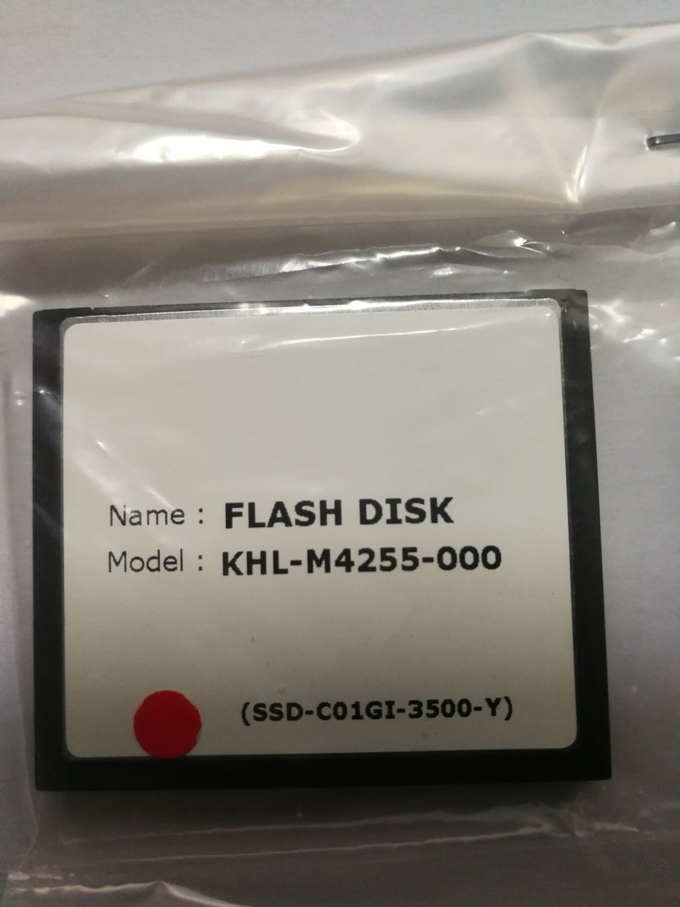 Name : FLASH DISK
Model : KHL-M4255-000
(SSD-C01GI-3500-Y)